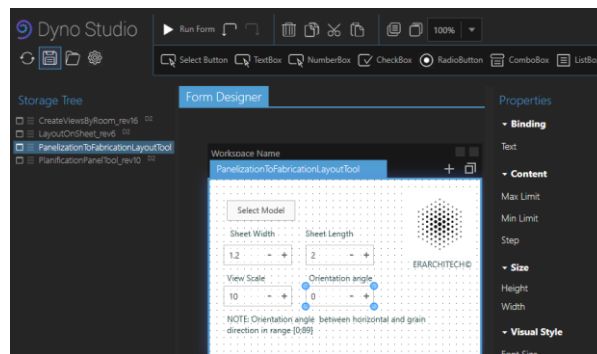 Dyno Studio
Run Form
100%
Select Button TextBox NumberBox CheckBox RadioButton ComboBox ListBo
Storage Tree
Form Designer
Properties
CreateViewsByRoom_rev16
LayoutOnSheet_rev6
PanelizationToFabricationLayoutTool
PlanificationPanelTool_rev10
Workspace Name
PanelizationToFabricationLayoutTool
Select Model
Sheet Width Sheet Length
1.2 - + 2 - +
ERARCHITECH©
View Scale Orientation angle
10 - + 0 - +
NOTE: Orientation angle between horizontal and grain
direction in range [0;89]
Binding
Text
Content
Max Limit
Min Limit
Step
Size
Height
Width
Visual Style
Font Size